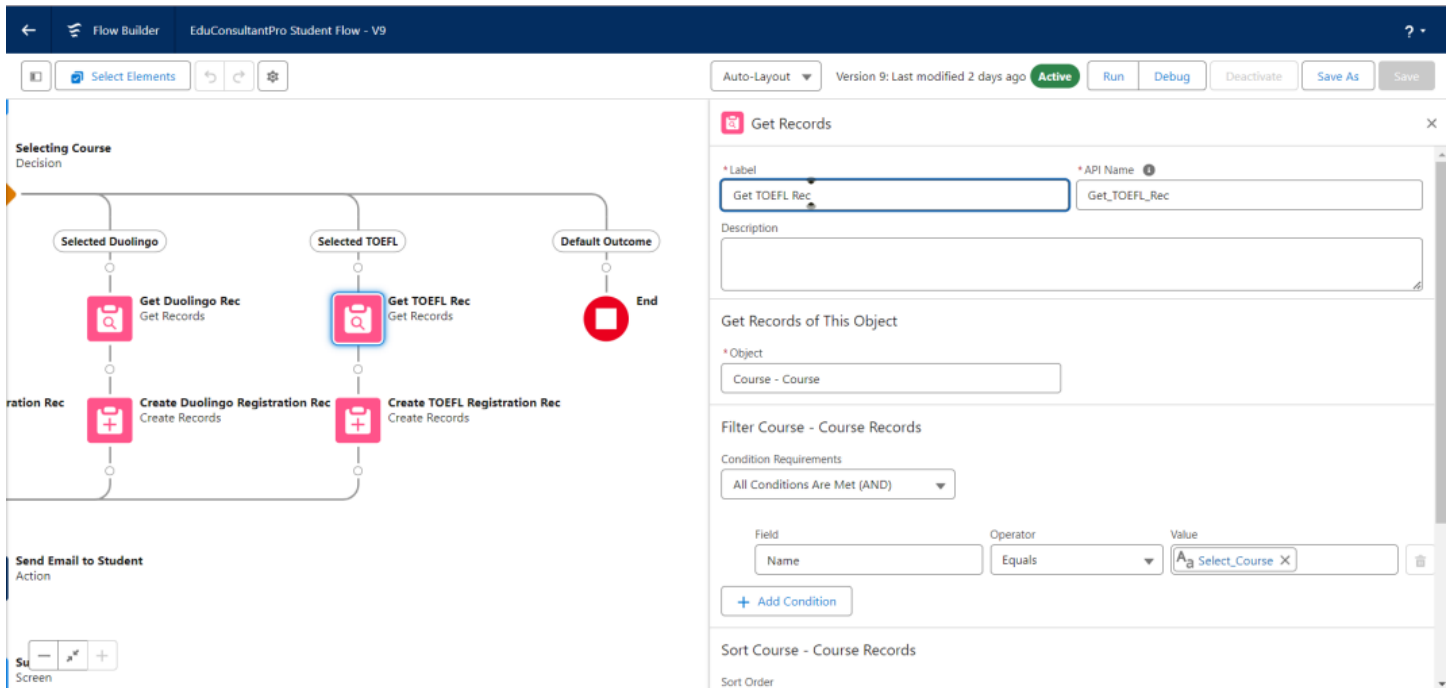 Flow Builder
EduConsultantPro Student Flow - V9
?
Select Elements
Auto-Layout
Version 9: Last modified 2 days ago
Active
Run
Debug
Deactivate
Save As
Save
Selecting Course
Decision
Selected Duolingo
Selected TOEFL
Default Outcome
Get Duolingo Rec
Get Records
Get TOEFL Rec
Get Records
End
ration Rec
Create Duolingo Registration Rec
Create Records
Create TOEFL Registration Rec
Create Records
Send Email to Student
Action
Su
Screen
Get Records
*Label
Get TOEFL Rec
*API Name
Get_TOEFL_Rec
Description
Get Records of This Object
*Object
Course - Course
Filter Course - Course Records
Condition Requirements
All Conditions Are Met (AND)
Field
Operator
Value
Name
Equals
Aa Select_Course
+ Add Condition
Sort Course - Course Records
Sort Order